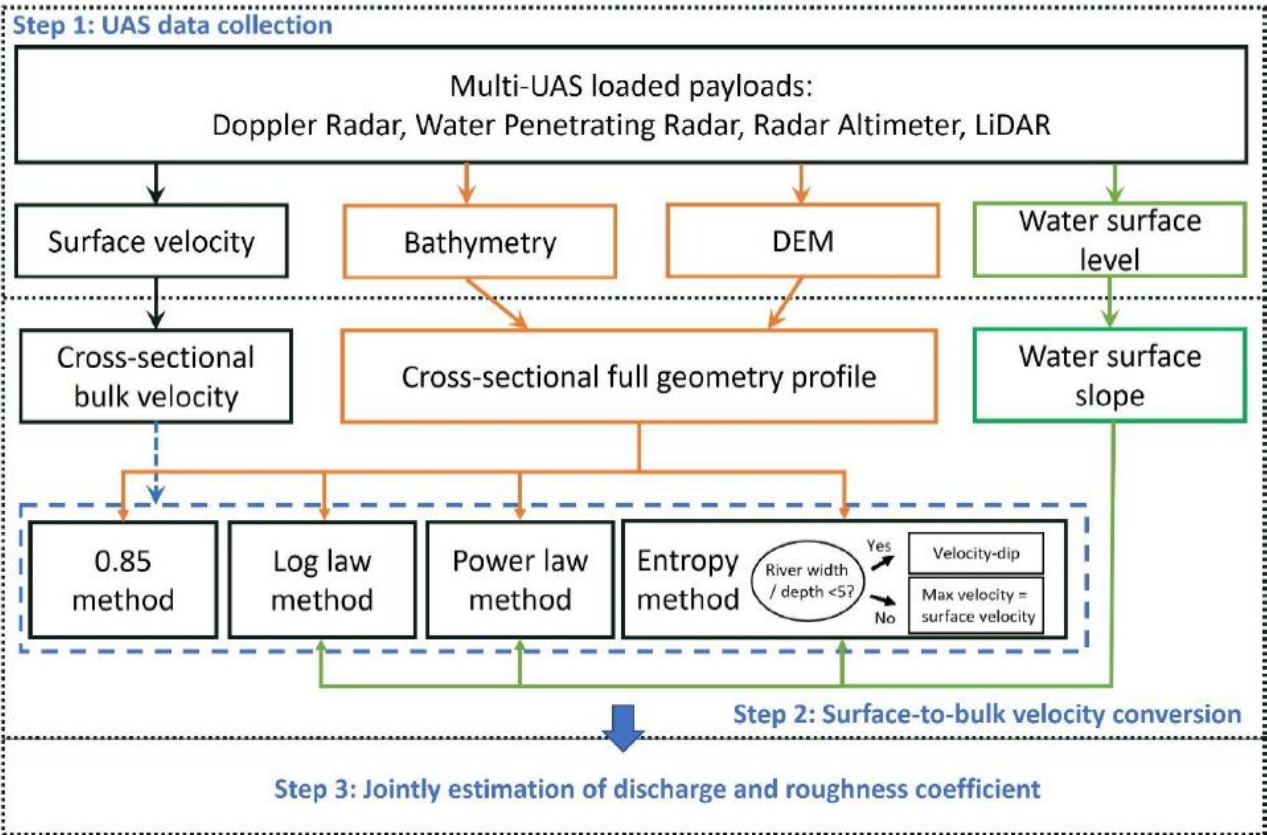 Step 1: UAS data collection
Multi-UAS loaded payloads:
Doppler Radar, Water Penetrating Radar, Radar Altimeter, LiDAR
Surface velocity
Bathymetry
DEM
Water surface
level
Cross-sectional
bulk velocity
Cross-sectional full geometry profile
Water surface
slope
0.85
method
Log law
method
Power law
method
Entropy
method
River width
/ depth <5?
Yes
No
Velocity-dip
Max velocity =
surface velocity
Step 2: Surface-to-bulk velocity conversion
Step 3: Jointly estimation of discharge and roughness coefficient